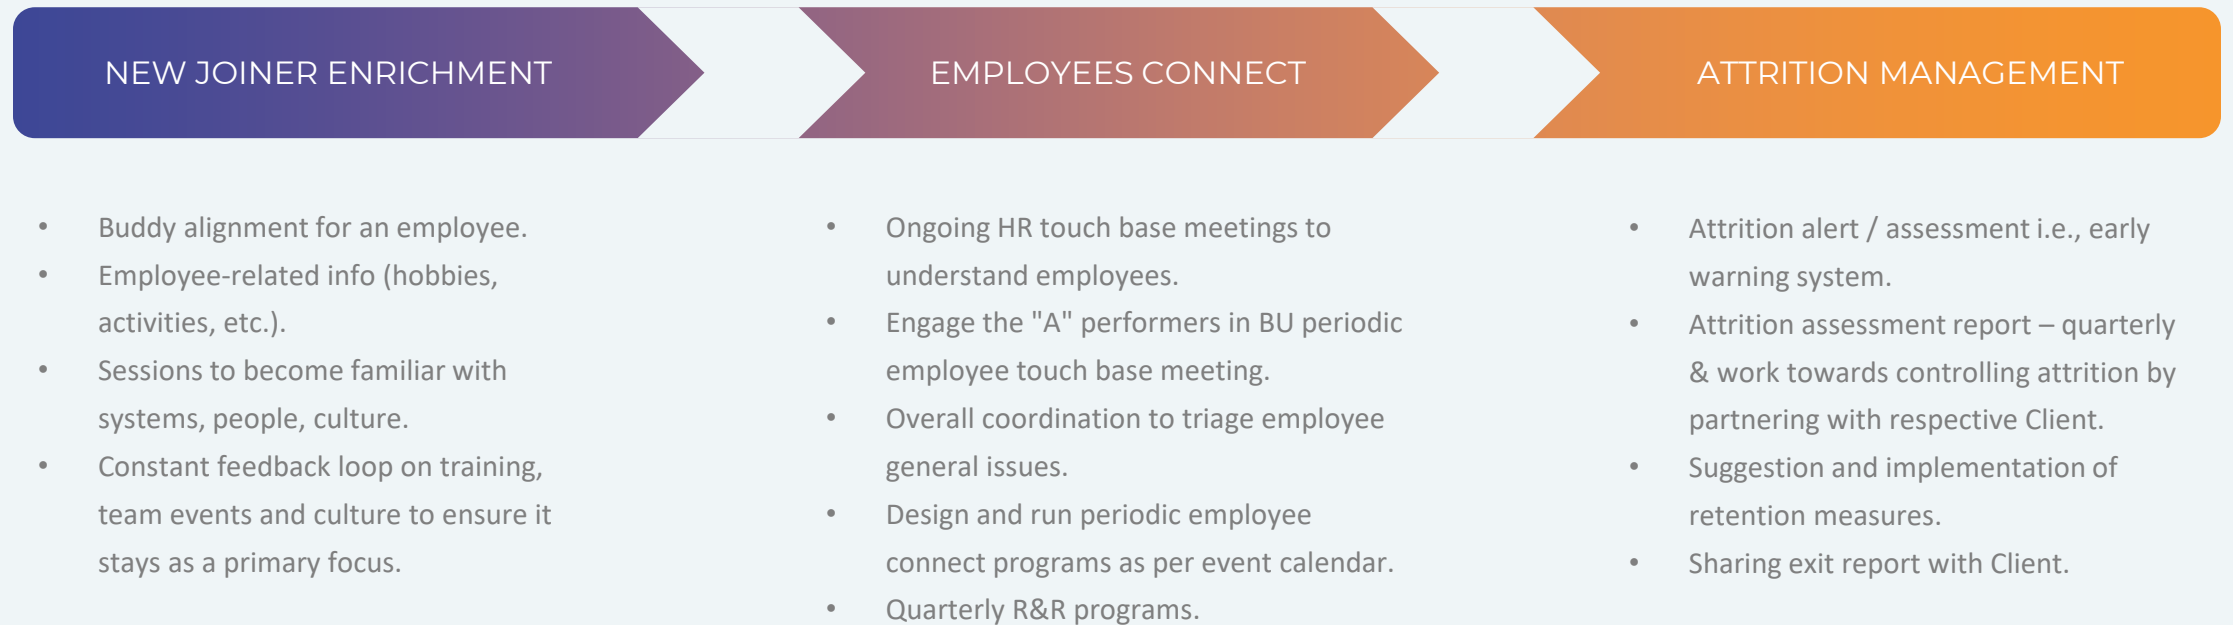 NEW JOINER ENRICHMENT
• Buddy alignment for an employee.
• Employee-related info (hobbies,
activities, etc.).
• Sessions to become familiar with
systems, people, culture.
• Constant feedback loop on training,
team events and culture to ensure it
stays as a primary focus.
EMPLOYEES CONNECT
• Ongoing HR touch base meetings to
understand employees.
• Engage the "A" performers in BU periodic
employee touch base meeting.
• Overall coordination to triage employee
general issues.
• Design and run periodic employee
connect programs as per event calendar.
• Quarterly R&R programs.
ATTRITION MANAGEMENT
• Attrition alert / assessment i.e., early
warning system.
• Attrition assessment report – quarterly
& work towards controlling attrition by
partnering with respective Client.
• Suggestion and implementation of
retention measures.
• Sharing exit report with Client.